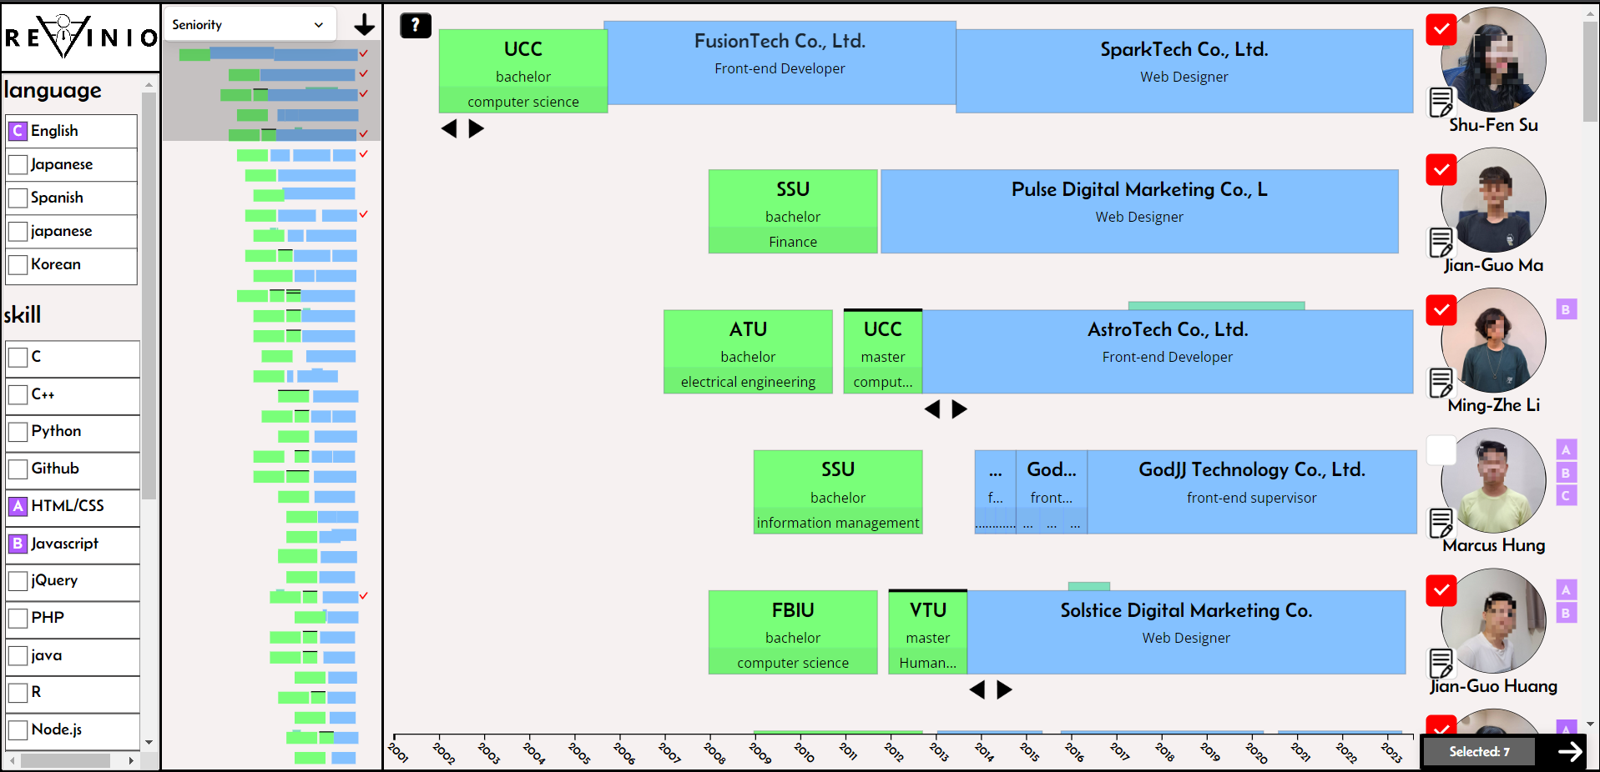 REVINIO
Seniority
language
C English
Japanese
Spanish
japanese
Korean
skill
C
C++
Python
Github
A HTML/CSS
B Javascript
jQuery
PHP
java
R
Node.js
?
UCC
bachelor
computer science
FusionTech Co., Ltd.
Front-end Developer
SparkTech Co., Ltd.
Web Designer
Shu-Fen Su
SSU
bachelor
Finance
Pulse Digital Marketing Co., L
Web Designer
Jian-Guo Ma
ATU
bachelor
electrical engineering
UCC
master
comput...
AstroTech Co., Ltd.
Front-end Developer
B
Ming-Zhe Li
SSU
bachelor
information management
...
f...
............
God...
front...
... ... ...
GodJJ Technology Co., Ltd.
front-end supervisor
A
B
C
Marcus Hung
FBIU
bachelor
computer science
VTU
master
Human...
Solstice Digital Marketing Co.
Web Designer
A
B
Jian-Guo Huang
A
2001 2002 2003 2004 2005 2006 2007 2008 2009 2010 2011 2012 2013 2014 2015 2016 2017 2018 2019 2020 2021 2022 2023
Selected: 7